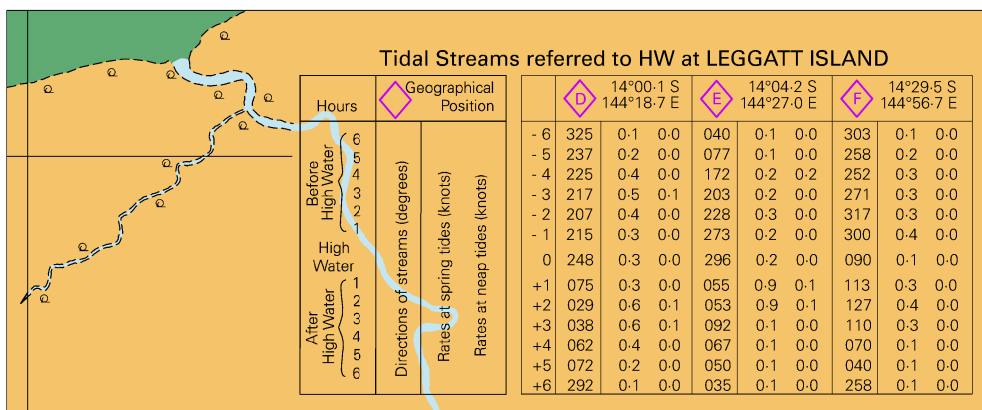 Tidal Streams referred to HW at LEGGATT ISLAND
Hours
Geographical
Position
Before
High Water
6
5
4
3
2
1
High
Water
After
High Water
1
2
3
4
5
6
Directions of streams (degrees)
Rates at spring tides (knots)
Rates at neap tides (knots)
D 14°00·1 S 144°18·7 E E 14°04·2 S 144°27·0 E F 14°29·5 S 144°56·7 E
- 6 325 0·1 0·0 040 0·1 0·0 303 0·1 0·0
- 5 237 0·2 0·0 077 0·1 0·0 258 0·2 0·0
- 4 225 0·4 0·0 172 0·2 0·2 252 0·3 0·0
- 3 217 0·5 0·1 203 0·2 0·0 271 0·3 0·0
- 2 207 0·4 0·0 228 0·3 0·0 317 0·3 0·0
- 1 215 0·3 0·0 273 0·2 0·0 300 0·4 0·0
0 248 0·3 0·0 296 0·2 0·0 090 0·1 0·0
+1 075 0·3 0·0 055 0·9 0·1 113 0·3 0·0
+2 029 0·6 0·1 053 0·9 0·1 127 0·4 0·0
+3 038 0·6 0·1 092 0·1 0·0 110 0·3 0·0
+4 062 0·4 0·0 067 0·1 0·0 070 0·1 0·0
+5 072 0·2 0·0 050 0·1 0·0 040 0·1 0·0
+6 292 0·1 0·0 035 0·1 0·0 258 0·1 0·0